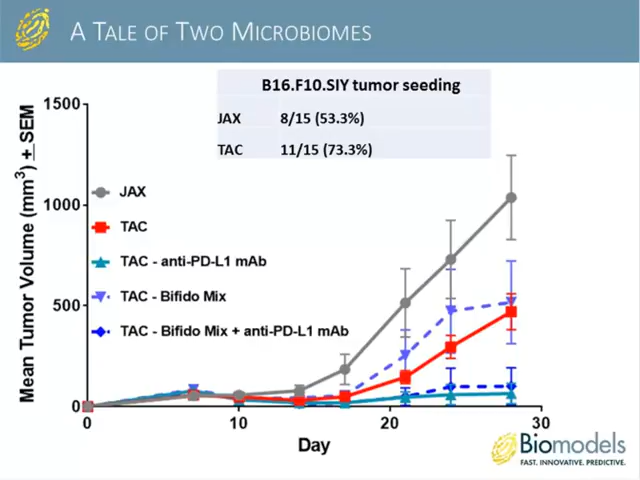 A TALE OF TWO MICROBIOMES
B16.F10.SIY tumor seeding
JAX 8/15 (53.3%)
TAC 11/15 (73.3%)
Mean Tumor Volume (mm³) ± SEM
1500
1000
500
0
JAX
TAC
TAC - anti-PD-L1 mAb
TAC - Bifido Mix
TAC - Bifido Mix + anti-PD-L1 mAb
0 10 20 30
Day
Biomodels
FAST. INNOVATIVE. PREDICTIVE.